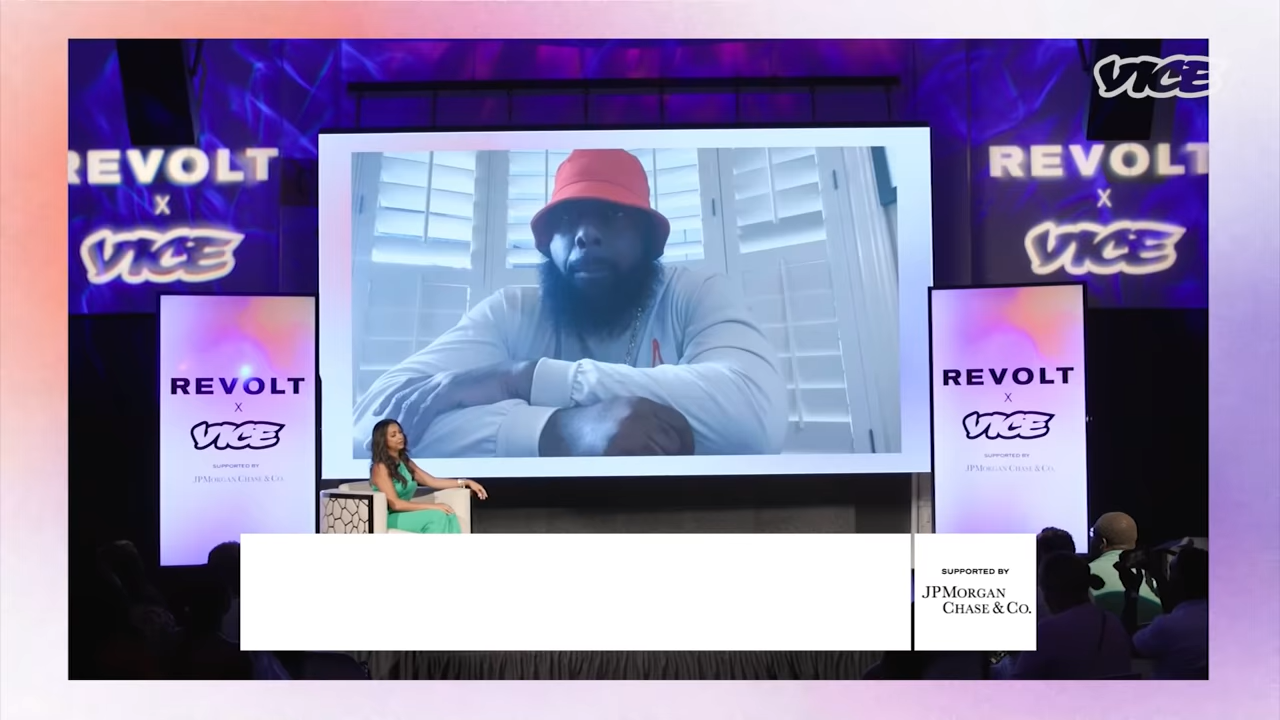 VICE
REVOLT
X
VICE
REVOLT
X
VICE
REVOLT
X
VICE
SUPPORTED BY
JPMORGAN CHASE & CO.
REVOLT
X
VICE
SUPPORTED BY
JPMORGAN CHASE & CO.
SUPPORTED BY
JPMORGAN
CHASE & CO.